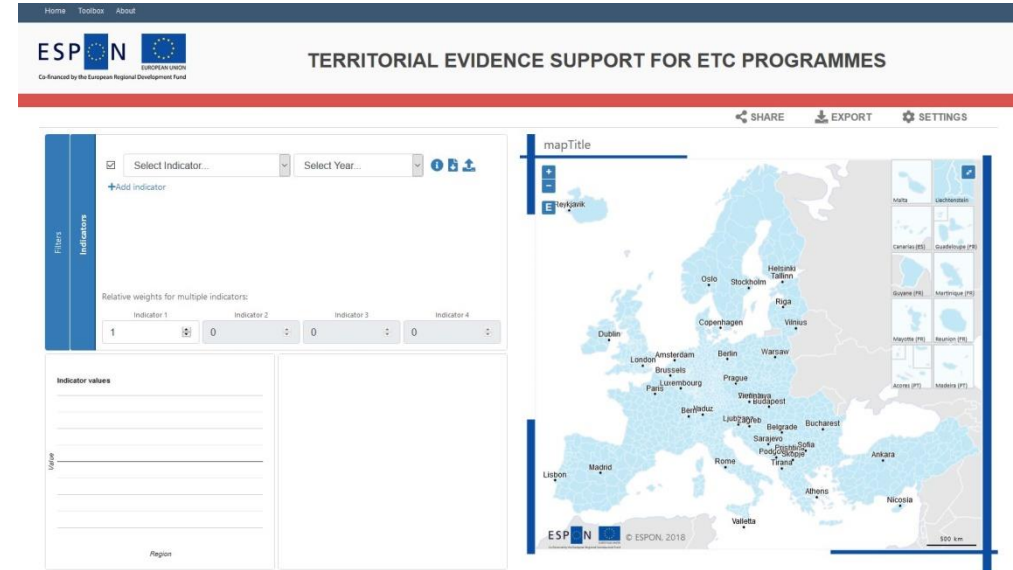 Home Toolbox About
ESPON
EUROPEAN UNION
Co-financed by the European Regional Development Fund
TERRITORIAL EVIDENCE SUPPORT FOR ETC PROGRAMMES
SHARE EXPORT SETTINGS
Filters
Indicators
Select Indicator... Select Year...
+Add indicator
Relative weights for multiple indicators:
Indicator 1 Indicator 2 Indicator 3 Indicator 4
1 0 0 0
Indicator values
Value
Region
mapTitle
+
−
E
Reykjavik
Malta Liechtenstein
Canarias (ES) Guadeloupe (FR)
Guyane (FR) Martinique (FR)
Mayotte (FR) Reunion (FR)
Acores (PT) Madeira (PT)
Helsinki
Oslo Stockholm Tallinn
Riga
Copenhagen Vilnius
Dublin
London Amsterdam Berlin Warsaw
Brussels
Paris Luxembourg Prague
Budapest
Bern Vaduz
Ljubljana Zagreb Belgrade Bucharest
Sarajevo
Sofia
Skopje
Rome Tirana Ankara
Lisbon Madrid
Athens Nicosia
Valletta
ESPON © ESPON, 2018
500 km